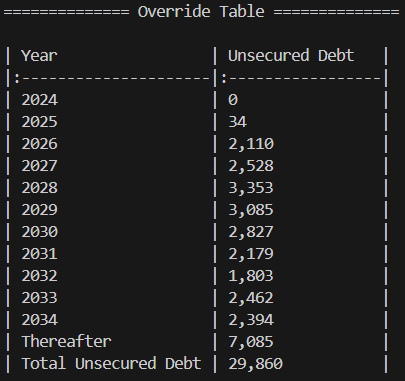 ============== Override Table ==============
| Year                 | Unsecured Debt   |
|:---------------------|:-----------------|
| 2024                 | 0                |
| 2025                 | 34               |
| 2026                 | 2,110            |
| 2027                 | 2,528            |
| 2028                 | 3,353            |
| 2029                 | 3,085            |
| 2030                 | 2,827            |
| 2031                 | 2,179            |
| 2032                 | 1,803            |
| 2033                 | 2,462            |
| 2034                 | 2,394            |
| Thereafter           | 7,085            |
| Total Unsecured Debt | 29,860           |